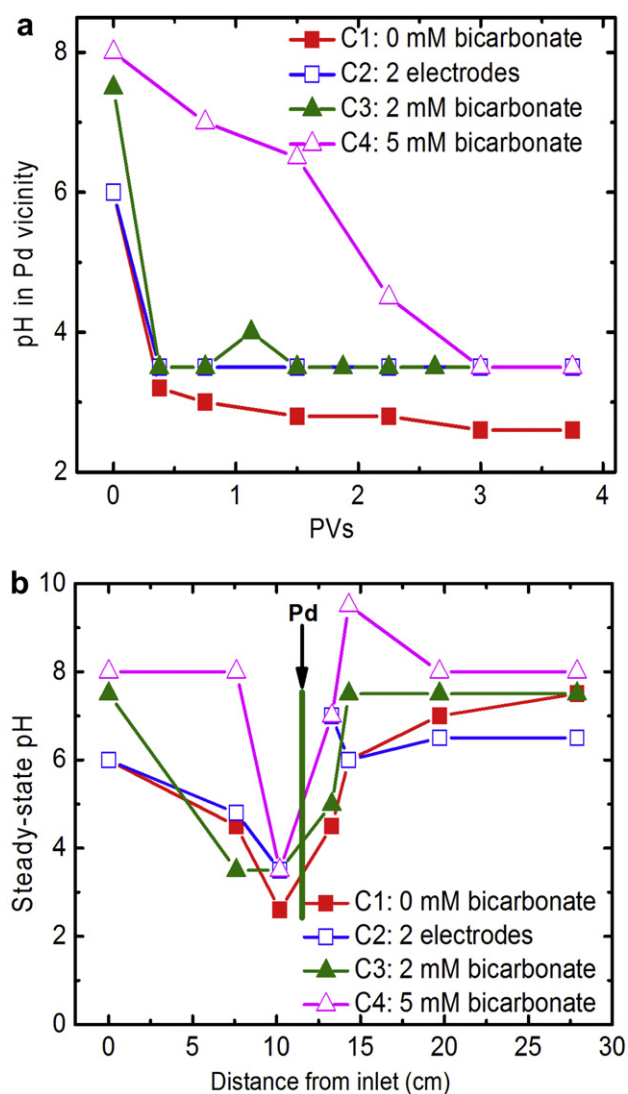 a
C1: 0 mM bicarbonate
C2: 2 electrodes
C3: 2 mM bicarbonate
C4: 5 mM bicarbonate
8
6
4
2
pH in Pd vicinity
0 1 2 3 4
PVs
b
Pd
10
8
6
4
2
0
Steady-state pH
C1: 0 mM bicarbonate
C2: 2 electrodes
C3: 2 mM bicarbonate
C4: 5 mM bicarbonate
0 5 10 15 20 25 30
Distance from inlet (cm)